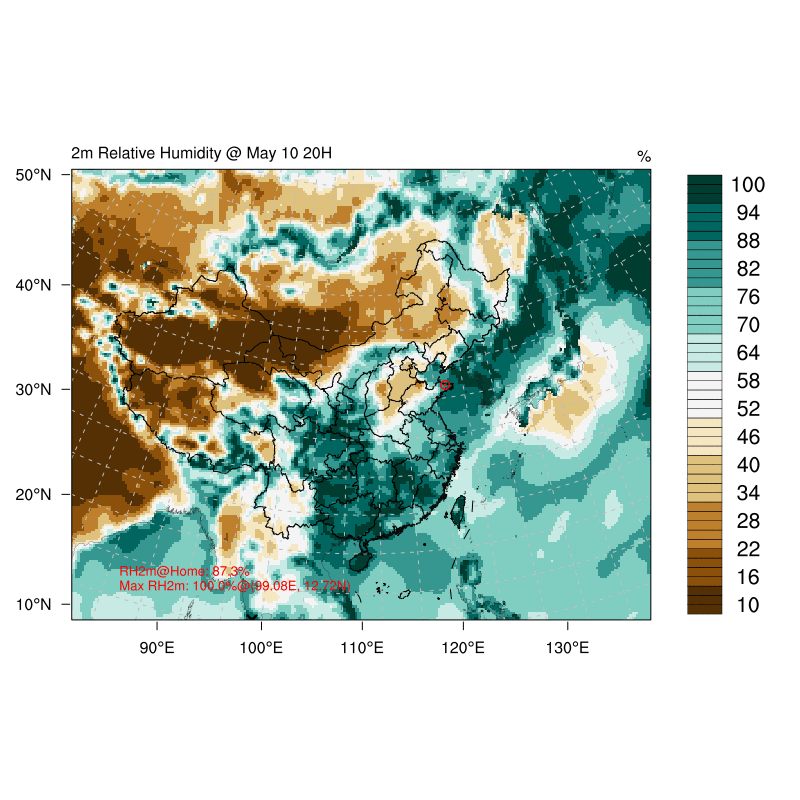 2m Relative Humidity @ May 10 20H
%
50°N
40°N
30°N
20°N
10°N
90°E
100°E
110°E
120°E
130°E
100
94
88
82
76
70
64
58
52
46
40
34
28
22
16
10
RH2m@Home: 87.3%
Max RH2m: 100.0%@(99.08E, 12.72N)